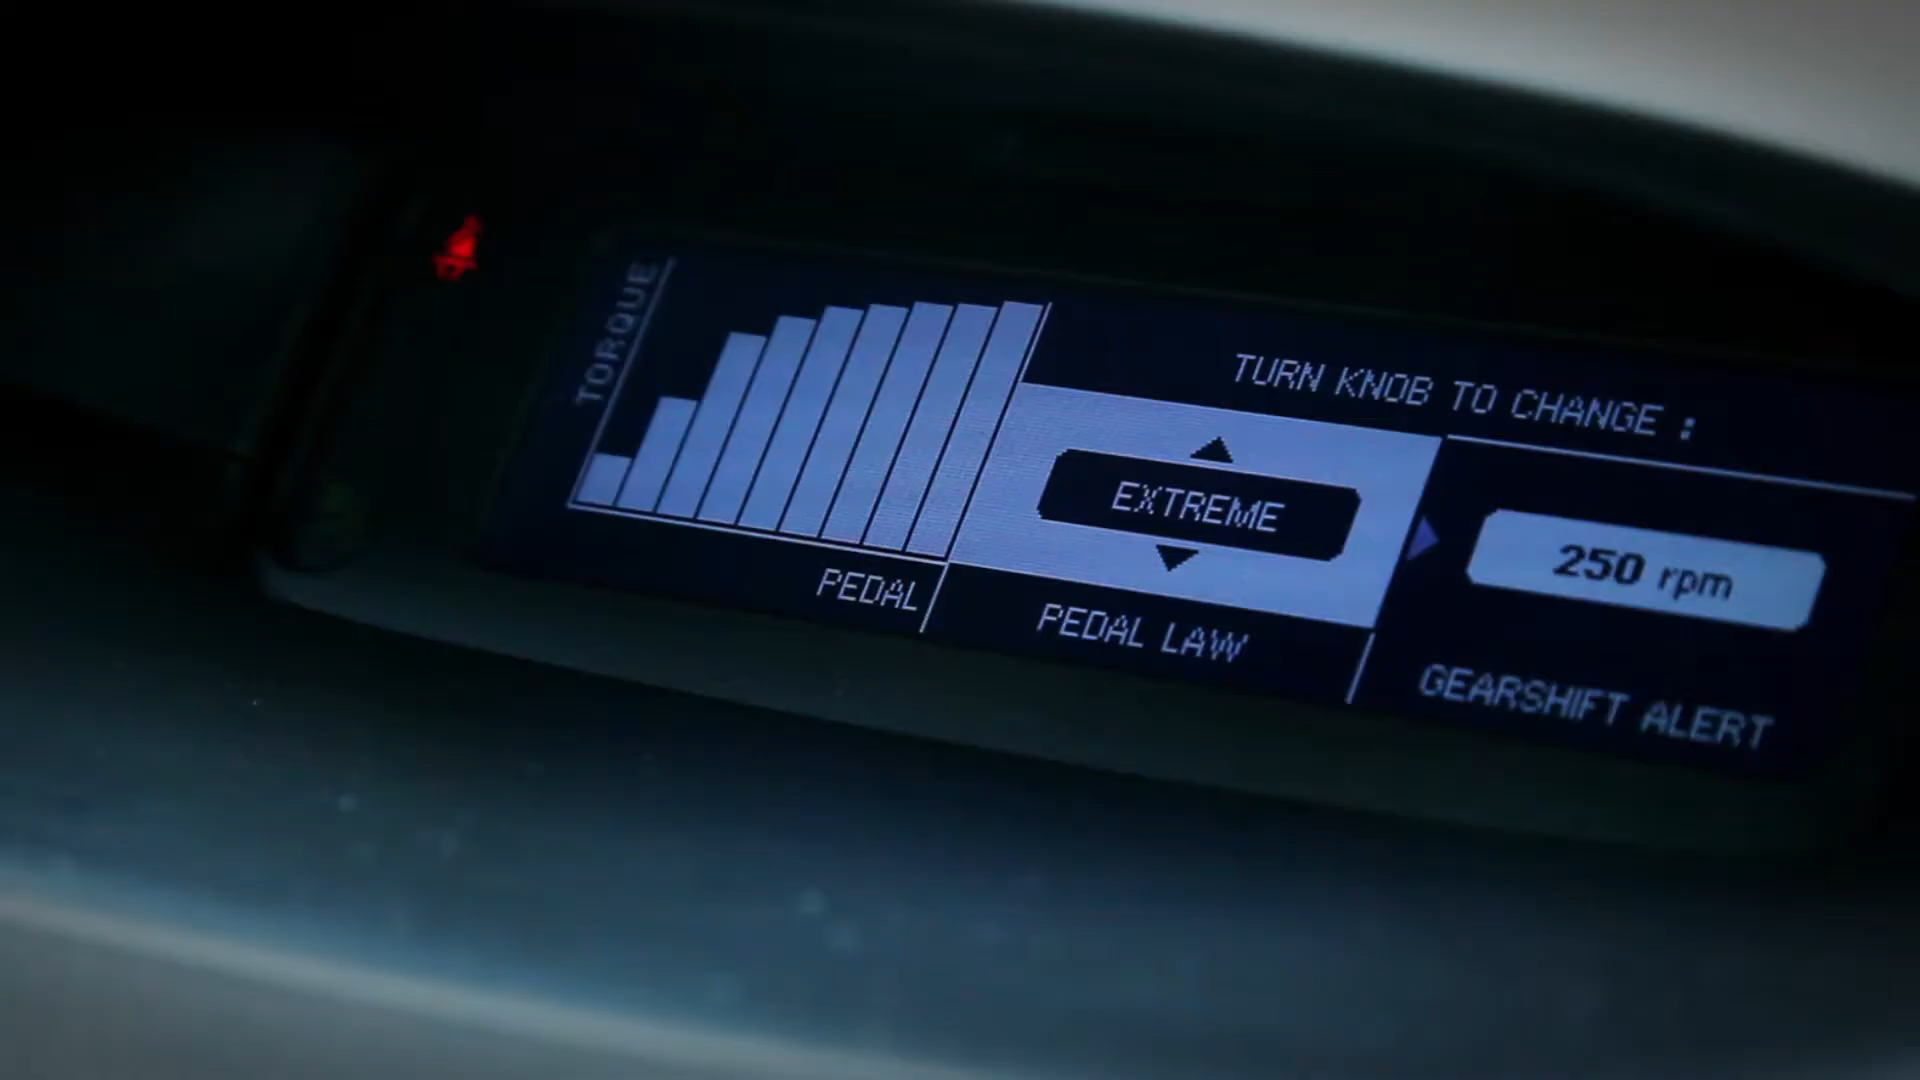 TORQUE
TURN KNOB TO CHANGE :
EXTREME
250 rpm
PEDAL
PEDAL LAW
GEARSHIFT ALERT